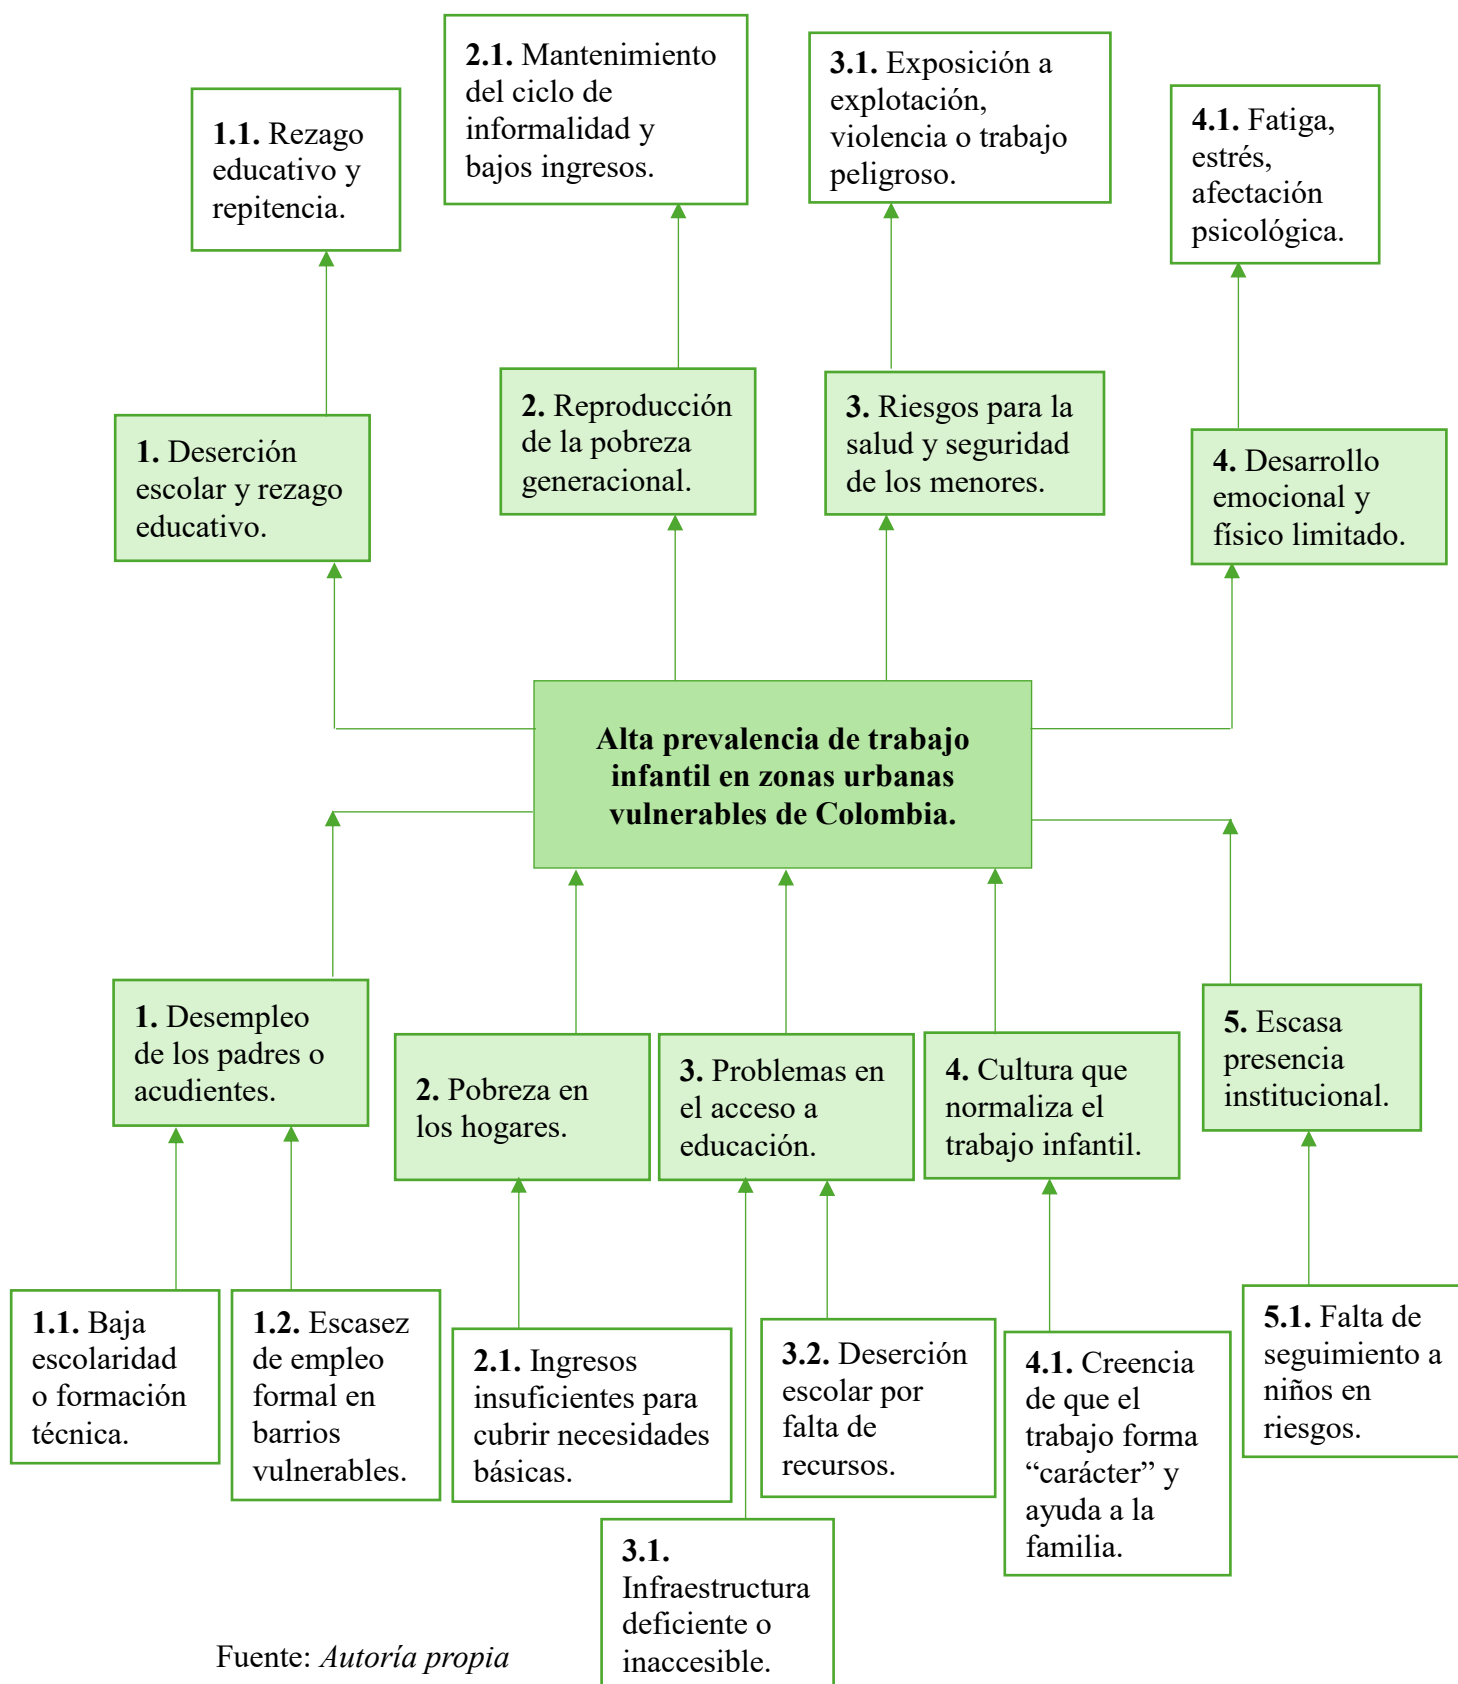 1.1. Rezago
educativo y
repitencia.
2.1. Mantenimiento
del ciclo de
informalidad y
bajos ingresos.
3.1. Exposición a
explotación,
violencia o trabajo
peligroso.
4.1. Fatiga,
estrés,
afectación
psicológica.
1. Deserción
escolar y rezago
educativo.
2. Reproducción
de la pobreza
generacional.
3. Riesgos para la
salud y seguridad
de los menores.
4. Desarrollo
emocional y
físico limitado.
Alta prevalencia de trabajo
infantil en zonas urbanas
vulnerables de Colombia.
1. Desempleo
de los padres o
acudientes.
2. Pobreza en
los hogares.
3. Problemas en
el acceso a
educación.
4. Cultura que
normaliza el
trabajo infantil.
5. Escasa
presencia
institucional.
1.1. Baja
escolaridad
o formación
técnica.
1.2. Escasez
de empleo
formal en
barrios
vulnerables.
2.1. Ingresos
insuficientes para
cubrir necesidades
básicas.
3.1.
Infraestructura
deficiente o
inaccesible.
3.2. Deserción
escolar por
falta de
recursos.
4.1. Creencia
de que el
trabajo forma
“carácter” y
ayuda a la
familia.
5.1. Falta de
seguimiento a
niños en
riesgos.
Fuente: Autoría propia